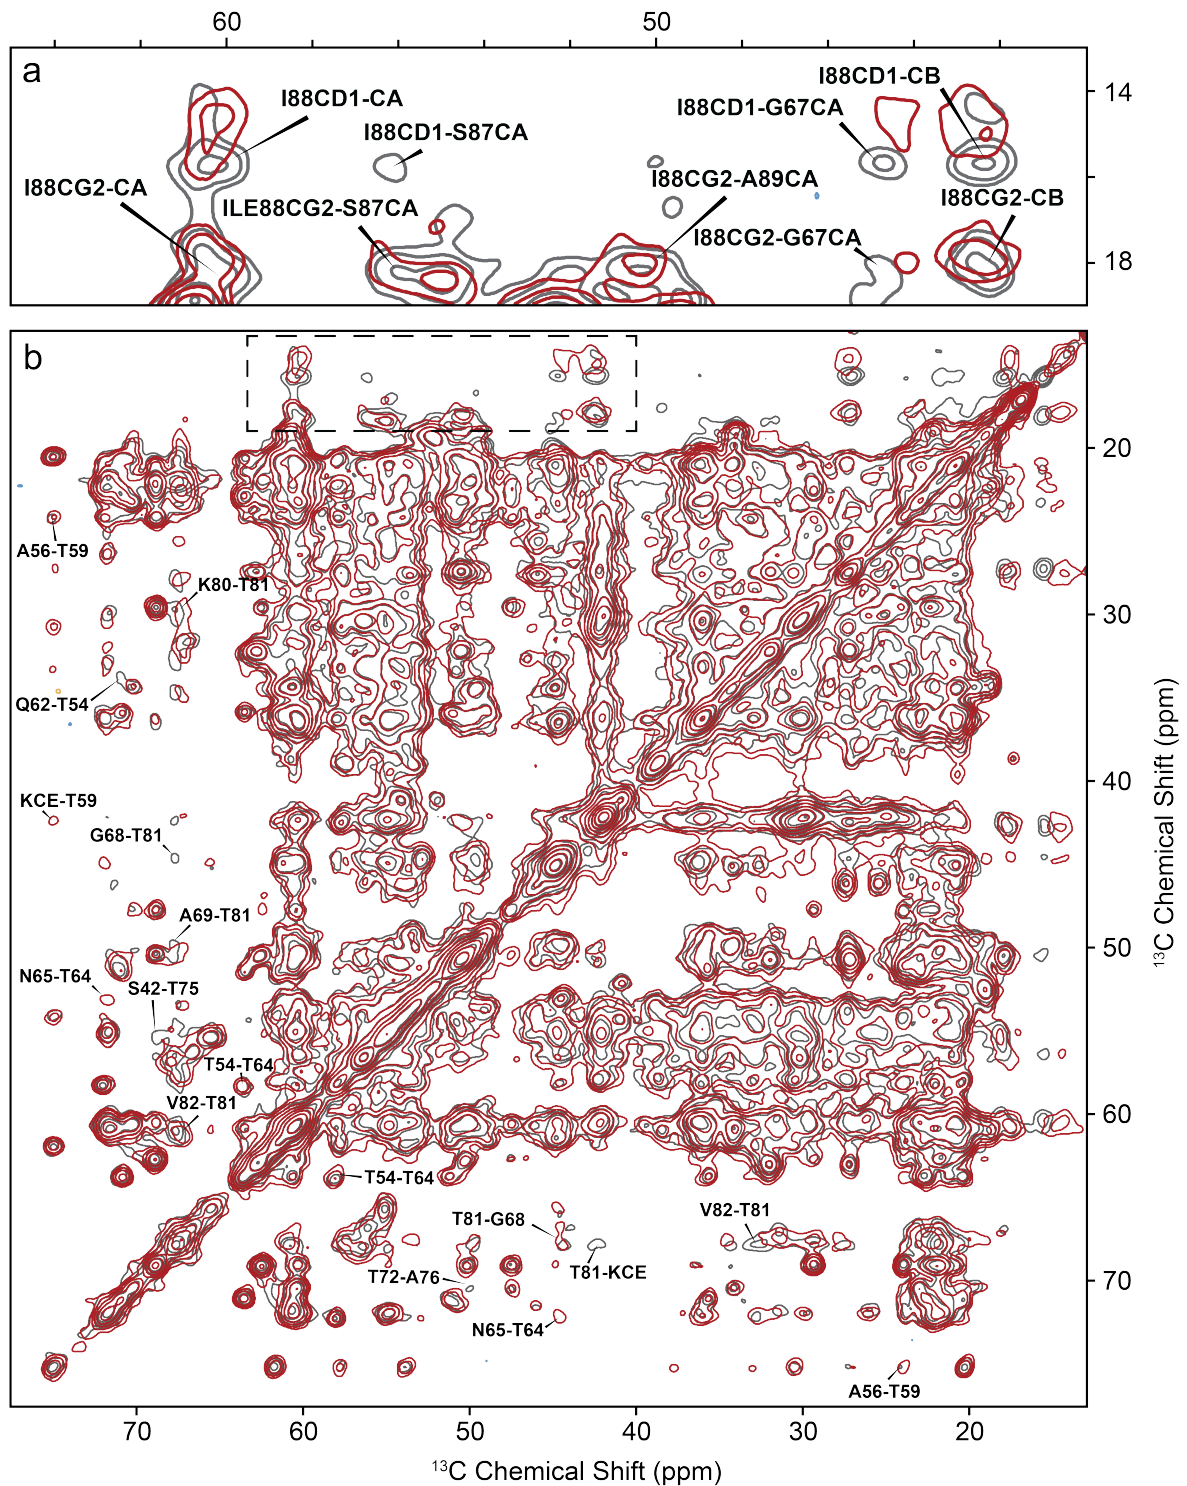 60 50
a
I88CD1-CA
I88CD1-S87CA
I88CD1-G67CA
I88CD1-CB
14
I88CG2-CA
ILE88CG2-S87CA
I88CG2-A89CA
I88CG2-G67CA
I88CG2-CB
18
b
20
A56-T59
K80-T81
30
Q62-T54
40
KCE-T59
G68-T81
A69-T81
50
N65-T64
S42-T75
T54-T64
V82-T81
60
T54-T64
V82-T81
T81-G68
T81-KCE
T72-A76
70
N65-T64
A56-T59
70 60 50 40 30 20
13C Chemical Shift (ppm)
13C Chemical Shift (ppm)